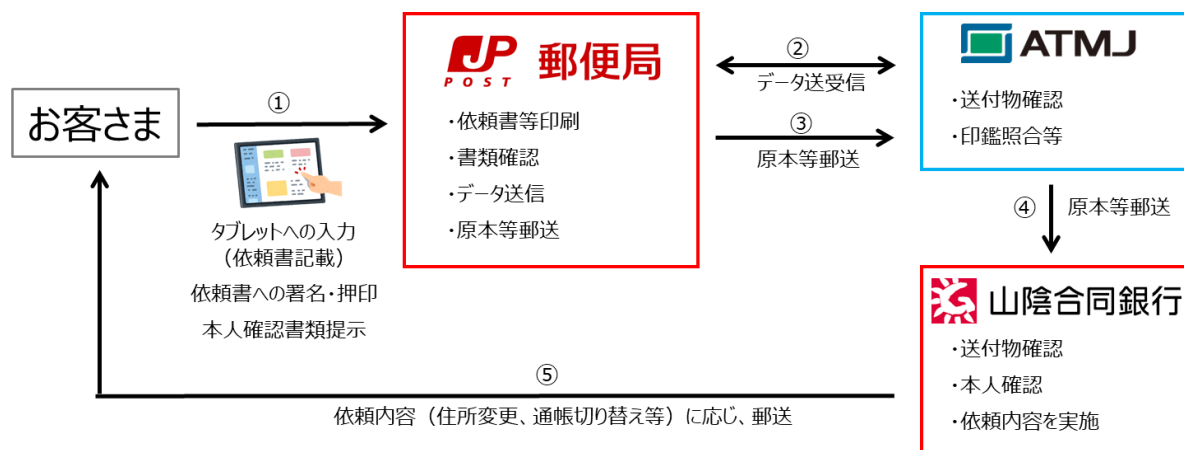 お客さま
①
タブレットへの入力
（依頼書記載）
依頼書への署名・押印
本人確認書類提示
JP
POST
郵便局
・依頼書等印刷
・書類確認
・データ送信
・原本等郵送
②
データ送受信
③
原本等郵送
ATMJ
・送付物確認
・印鑑照合等
④
原本等郵送
山陰合同銀行
・送付物確認
・本人確認
・依頼内容を実施
⑤
依頼内容（住所変更、通帳切り替え等）に応じ、郵送